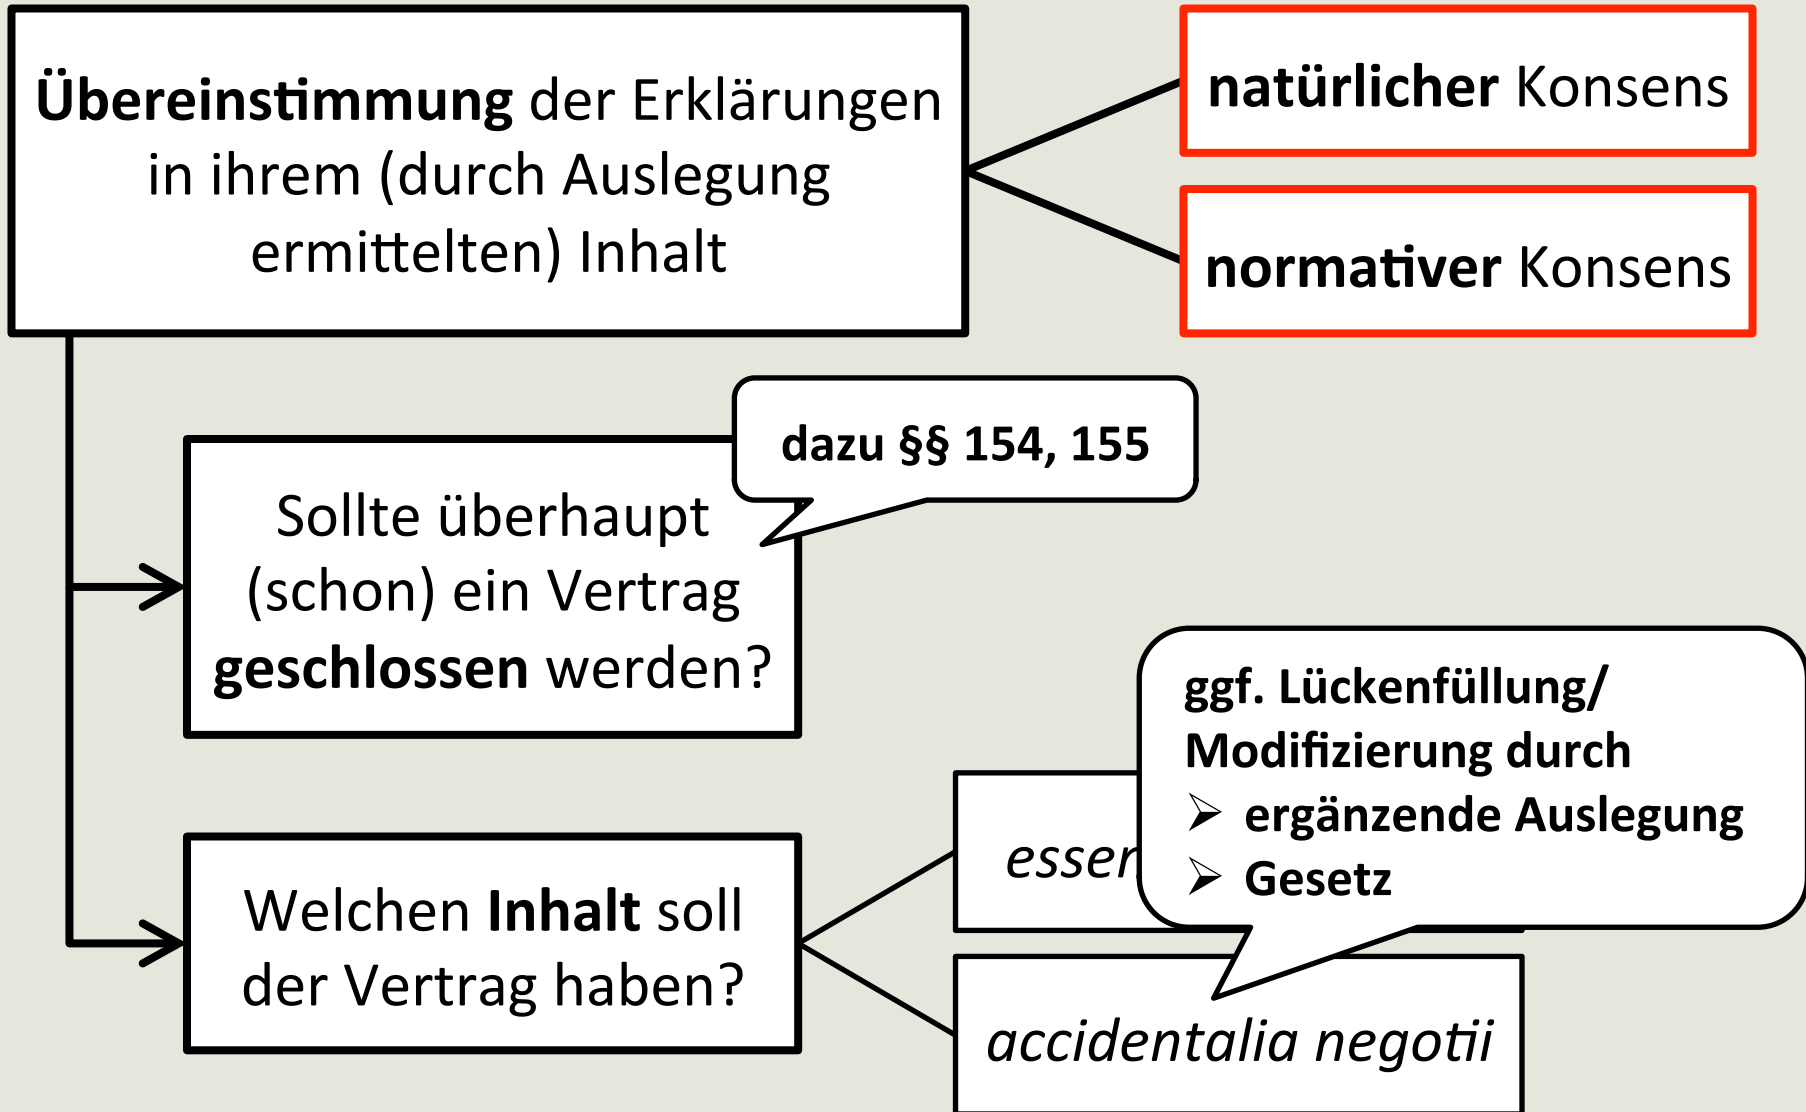 Übereinstimmung der Erklärungen
in ihrem (durch Auslegung
ermittelten) Inhalt
natürlicher Konsens
normativer Konsens
dazu §§ 154, 155
Sollte überhaupt
(schon) ein Vertrag
geschlossen werden?
ggf. Lückenfüllung/
Modifizierung durch
➢ ergänzende Auslegung
➢ Gesetz
Welchen Inhalt soll
der Vertrag haben?
accidentalia negotii